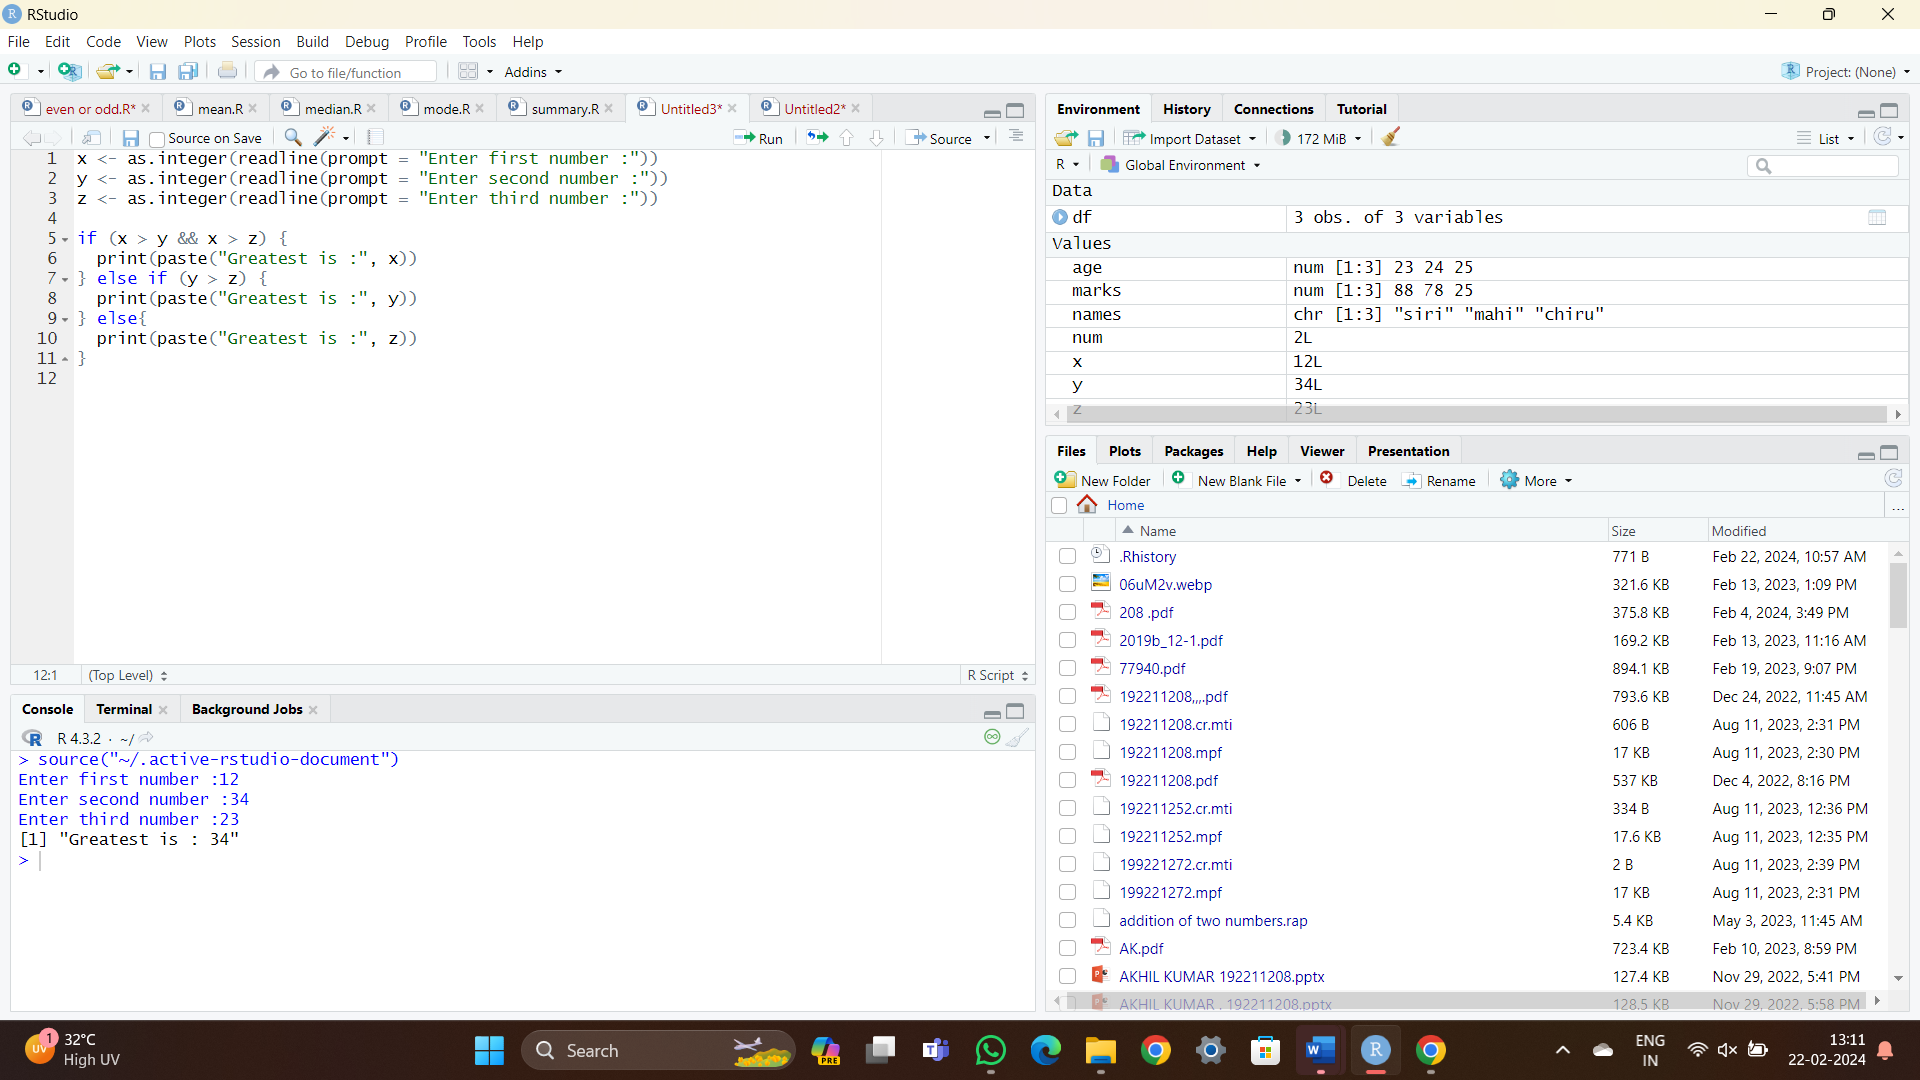 RStudio
File Edit Code View Plots Session Build Debug Profile Tools Help
Go to file/function Addins Project: (None)
even or odd.R* mean.R median.R mode.R summary.R Untitled3* Untitled2*
Source on Save Run Source
1 x <- as.integer(readline(prompt = "Enter first number :"))
2 y <- as.integer(readline(prompt = "Enter second number :"))
3 z <- as.integer(readline(prompt = "Enter third number :"))
4
5 if (x > y && x > z) {
6 print(paste("Greatest is :", x))
7 } else if (y > z) {
8 print(paste("Greatest is :", y))
9 } else{
10 print(paste("Greatest is :", z))
11 }
12
12:1 (Top Level) R Script
Console Terminal Background Jobs
R 4.3.2 · ~/
> source("~/.active-rstudio-document")
Enter first number :12
Enter second number :34
Enter third number :23
[1] "Greatest is : 34"
>
Environment History Connections Tutorial
Import Dataset 172 MiB List
R Global Environment
Data
df 3 obs. of 3 variables
Values
age num [1:3] 23 24 25
marks num [1:3] 88 78 25
names chr [1:3] "siri" "mahi" "chiru"
num 2L
x 12L
y 34L
z 23L
Files Plots Packages Help Viewer Presentation
New Folder New Blank File Delete Rename More
Home ...
Name Size Modified
.Rhistory 771 B Feb 22, 2024, 10:57 AM
06uM2v.webp 321.6 KB Feb 13, 2023, 1:09 PM
208 .pdf 375.8 KB Feb 4, 2024, 3:49 PM
2019b_12-1.pdf 169.2 KB Feb 13, 2023, 11:16 AM
77940.pdf 894.1 KB Feb 19, 2023, 9:07 PM
192211208,,,.pdf 793.6 KB Dec 24, 2022, 11:45 AM
192211208.cr.mti 606 B Aug 11, 2023, 2:31 PM
192211208.mpf 17 KB Aug 11, 2023, 2:30 PM
192211208.pdf 537 KB Dec 4, 2022, 8:16 PM
192211252.cr.mti 334 B Aug 11, 2023, 12:36 PM
192211252.mpf 17.6 KB Aug 11, 2023, 12:35 PM
199221272.cr.mti 2 B Aug 11, 2023, 2:39 PM
199221272.mpf 17 KB Aug 11, 2023, 2:31 PM
addition of two numbers.rap 5.4 KB May 3, 2023, 11:45 AM
AK.pdf 723.4 KB Feb 10, 2023, 8:59 PM
AKHIL KUMAR 192211208.pptx 127.4 KB Nov 29, 2022, 5:41 PM
AKHIL KUMAR . 192211208.pptx 128.5 KB Nov 29, 2022, 5:58 PM
UV 1 32°C
High UV
Search PRE
ENG
IN
13:11
22-02-2024